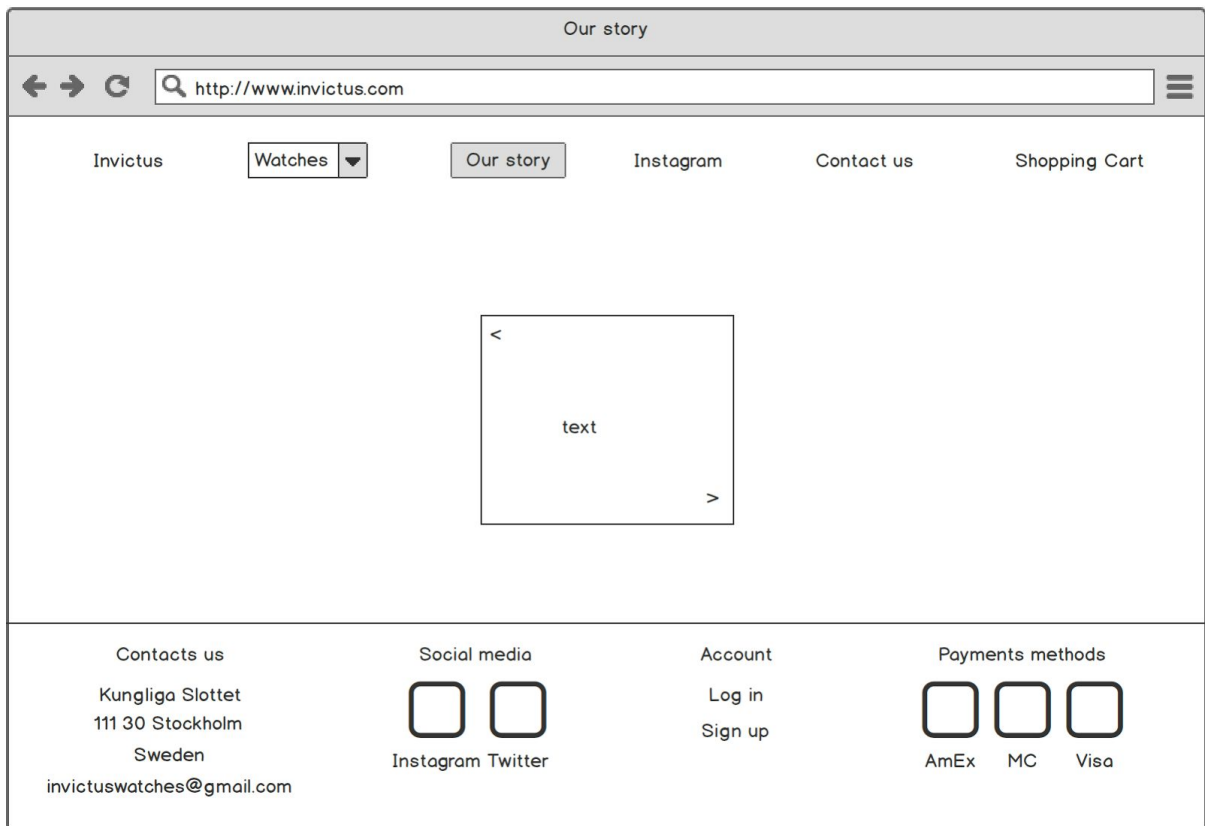 Our story
http://www.invictus.com
Invictus Watches Our story Instagram Contact us Shopping Cart
<
text
>
Contacts us
Kungliga Slottet
111 30 Stockholm
Sweden
invictuswatches@gmail.com
Social media
Instagram Twitter
Account
Log in
Sign up
Payments methods
AmEx MC Visa